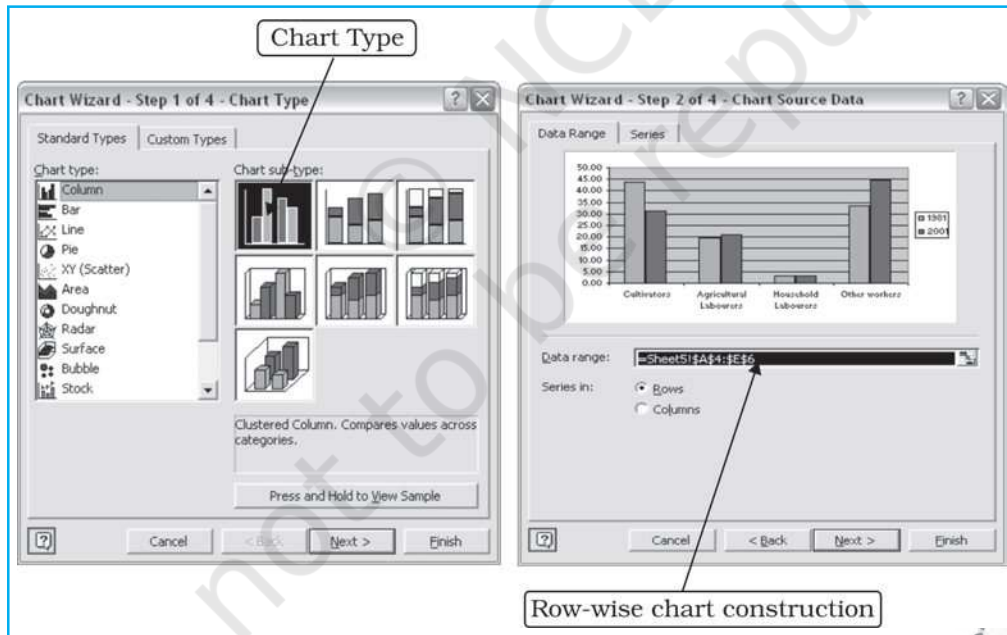 Chart Type
Chart Wizard - Step 1 of 4 - Chart Type
Standard Types Custom Types
Chart type:
Column
Bar
Line
Pie
XY (Scatter)
Area
Doughnut
Radar
Surface
Bubble
Stock
Chart sub-type:
Clustered Column. Compares values across
categories.
Press and Hold to View Sample
Cancel < Back Next > Finish
Chart Wizard - Step 2 of 4 - Chart Source Data
Data Range Series
50.00
45.00
40.00
35.00
30.00
25.00
20.00
15.00
10.00
5.00
0.00
Cultivators Agricultural Labourers Household Labourers Other workers
1981
2001
Data range: =Sheet5!$A$4:$E$6
Series in: Rows
Columns
Cancel < Back Next > Finish
Row-wise chart construction
not to be repu